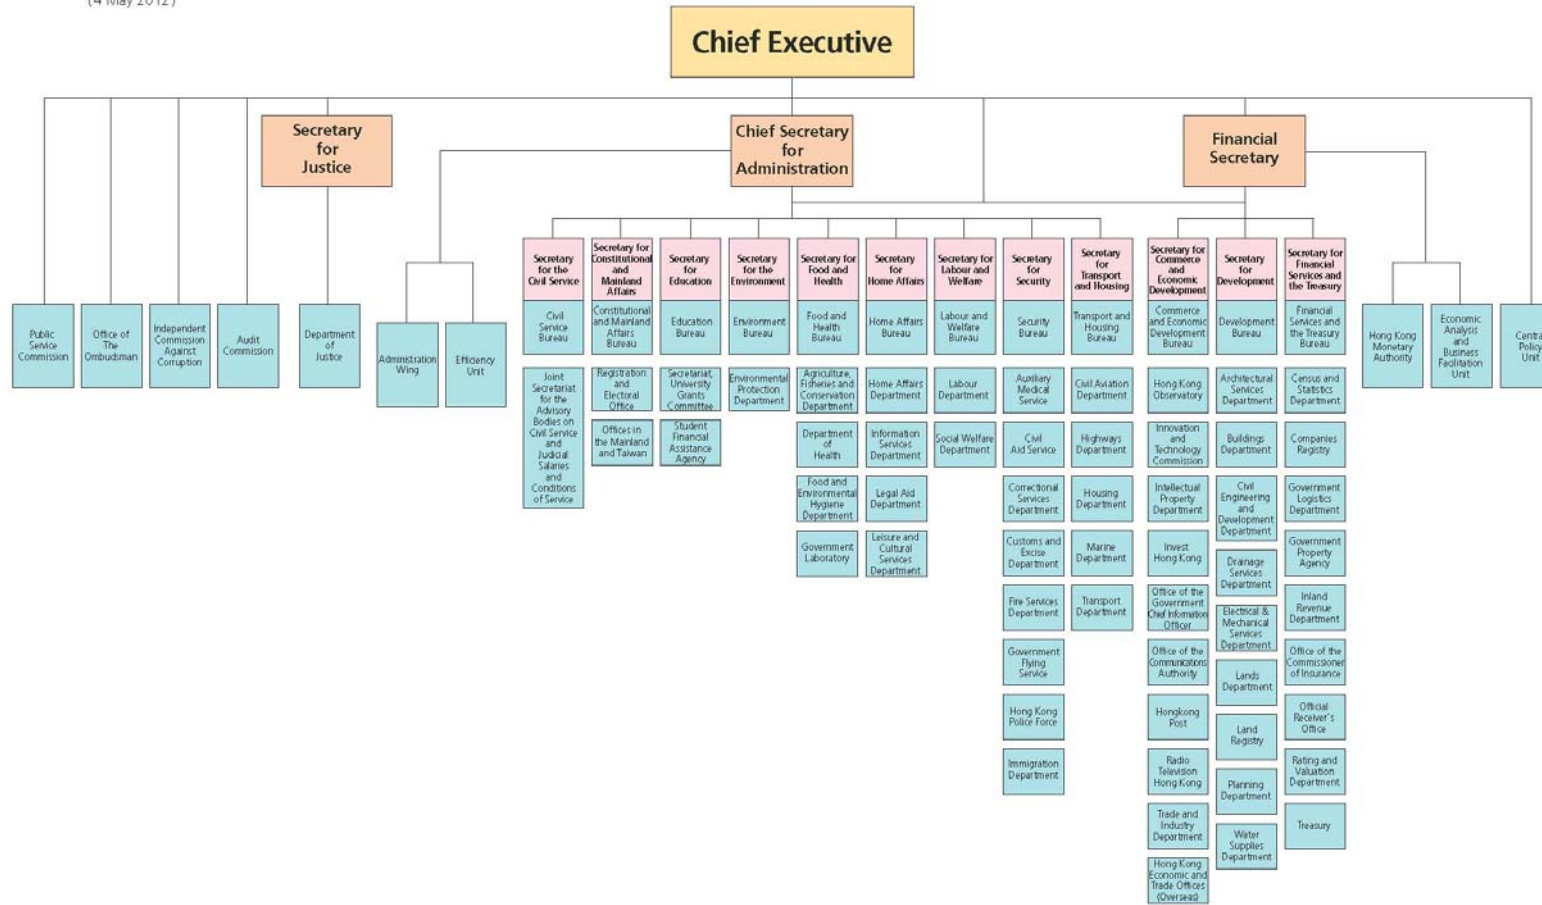 (4 May 2012)
Chief Executive
Secretary
for
Justice
Chief Secretary
for
Administration
Financial
Secretary
Public
Service
Commission
Office of
The
Ombudsman
Independent
Commission
Against
Corruption
Audit
Commission
Department
of
Justice
Administration
Wing
Efficiency
Unit
Secretary
for the
Civil Service
Civil
Service
Bureau
Joint
Secretariat
for the
Advisory
Bodies on
Civil Service
and
Judicial
Salaries
and
Conditions
of Service
Secretary for
Constitutional
and
Mainland
Affairs
Constitutional
and Mainland
Affairs
Bureau
Registration
and
Electoral
Office
Offices in
the Mainland
and Taiwan
Secretary
for
Education
Education
Bureau
Secretariat,
University
Grants
Committee
Student
Financial
Assistance
Agency
Secretary
for the
Environment
Environment
Bureau
Environmental
Protection
Department
Secretary for
Food and
Health
Food and
Health
Bureau
Agriculture,
Fisheries and
Conservation
Department
Department
of
Health
Food and
Environmental
Hygiene
Department
Government
Laboratory
Secretary
for
Home Affairs
Home Affairs
Bureau
Home Affairs
Department
Information
Services
Department
Legal Aid
Department
Leisure and
Cultural
Services
Department
Secretary for
Labour and
Welfare
Labour and
Welfare
Bureau
Labour
Department
Social Welfare
Department
Secretary
for
Security
Security
Bureau
Auxiliary
Medical
Service
Civil
Aid Service
Correctional
Services
Department
Customs and
Excise
Department
Fire Services
Department
Government
Flying
Service
Hong Kong
Police Force
Immigration
Department
Secretary
for
Transport
and Housing
Transport and
Housing
Bureau
Civil Aviation
Department
Highways
Department
Housing
Department
Marine
Department
Transport
Department
Secretary for
Commerce
and
Economic
Development
Commerce
and Economic
Development
Bureau
Hong Kong
Observatory
Innovation
and
Technology
Commission
Intellectual
Property
Department
Invest
Hong Kong
Office of the
Government
Chief Information
Officer
Office of the
Communications
Authority
Hongkong
Post
Radio
Television
Hong Kong
Trade and
Industry
Department
Hong Kong
Economic and
Trade Offices
(Overseas)
Secretary
for
Development
Development
Bureau
Architectural
Services
Department
Buildings
Department
Civil
Engineering
and
Development
Department
Drainage
Services
Department
Electrical &
Mechanical
Services
Department
Lands
Department
Land
Registry
Planning
Department
Water
Supplies
Department
Secretary for
Financial
Services and
the Treasury
Financial
Services and
the Treasury
Bureau
Census and
Statistics
Department
Companies
Registry
Government
Logistics
Department
Government
Property
Agency
Inland
Revenue
Department
Office of the
Commissioner
of Insurance
Official
Receiver's
Office
Rating and
Valuation
Department
Treasury
Hong Kong
Monetary
Authority
Economic
Analysis
and
Business
Facilitation
Unit
Centra
Policy
Unit